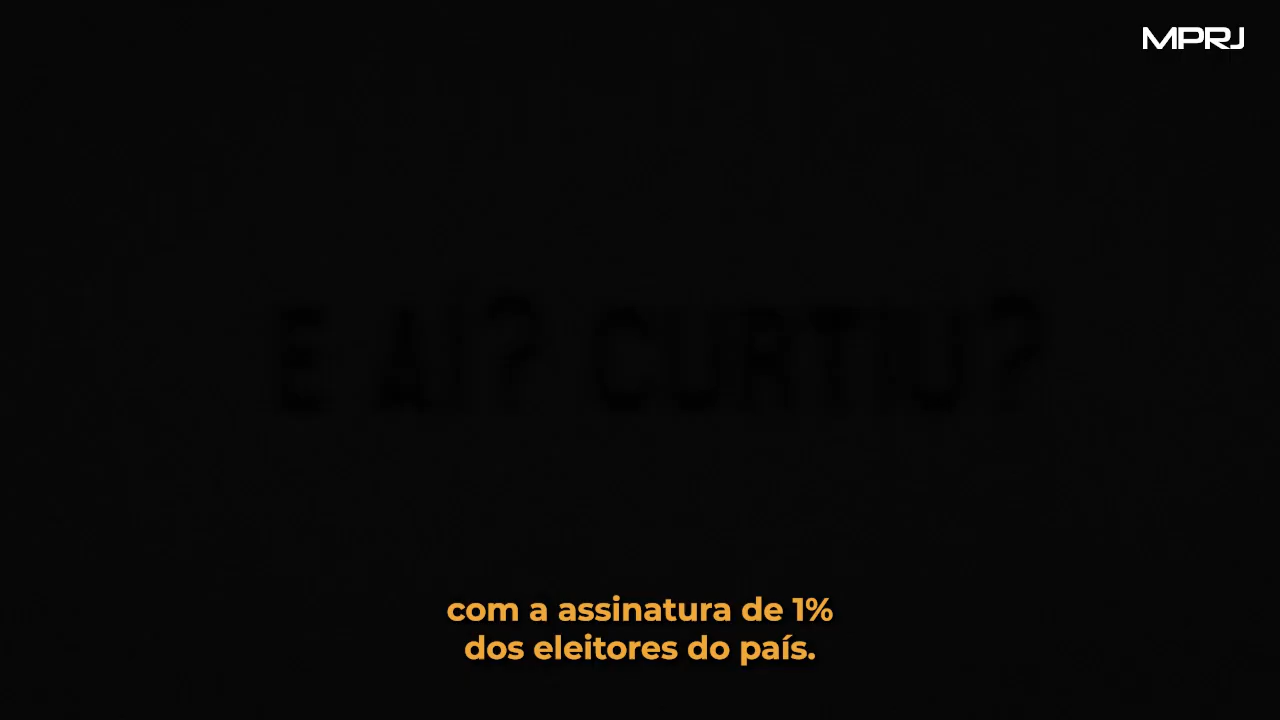 MPRJ
E AÍ? CURTIU?
com a assinatura de 1%
dos eleitores do país.